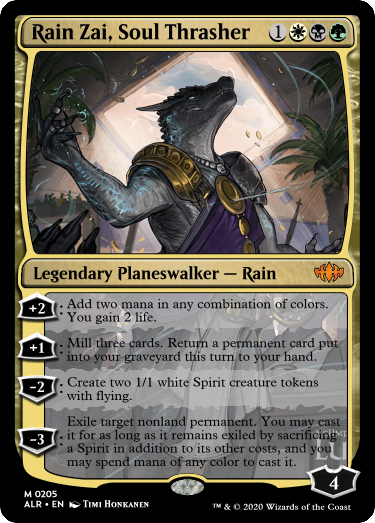 Rain Zai, Soul Thrasher 1
Legendary Planeswalker — Rain
+2 : Add two mana in any combination of colors.
You gain 2 life.
+1 : Mill three cards. Return a permanent card put
into your graveyard this turn to your hand.
-2 : Create two 1/1 white Spirit creature tokens
with flying.
-3 : Exile target nonland permanent. You may cast
it for as long as it remains exiled by sacrificing
a Spirit in addition to its other costs, and you
may spend mana of any color to cast it.
4
M 0205
ALR • EN Timi Honkanen
™ & © 2020 Wizards of the Coast